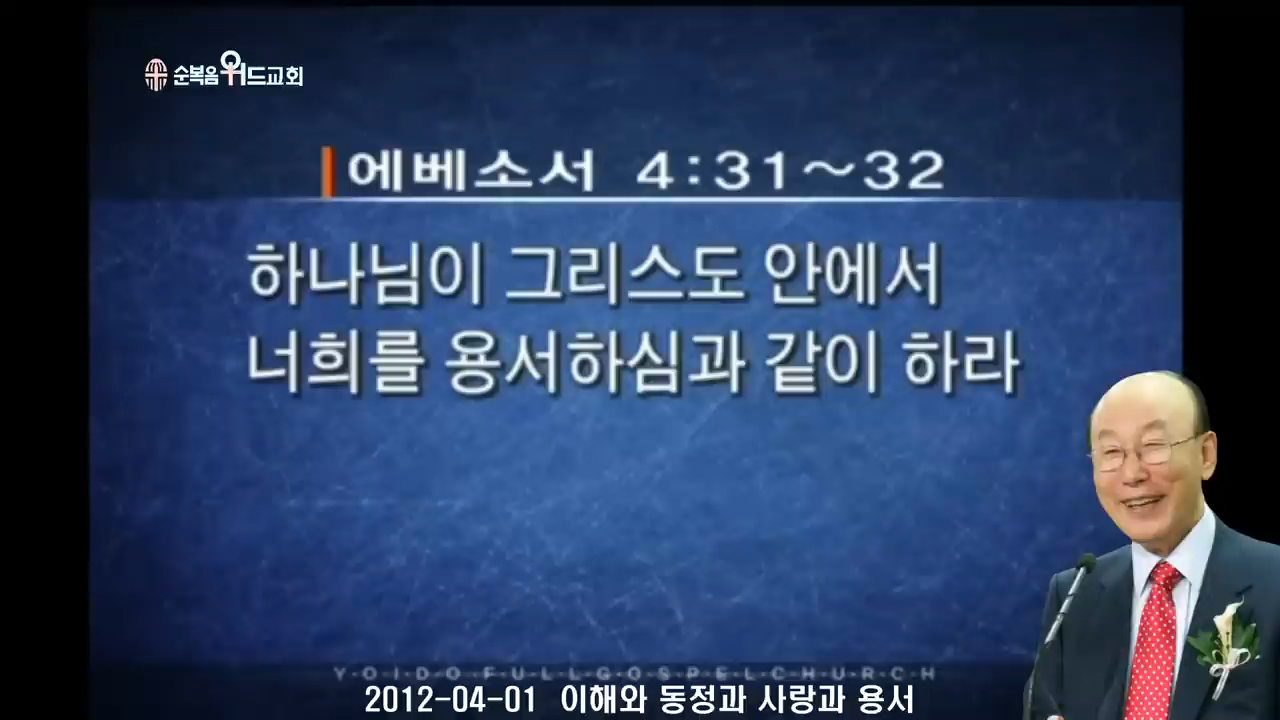 순복음워드교회
에베소서 4:31~32
하나님이 그리스도 안에서
너희를 용서하심과 같이 하라
Y·O·I·D·O·F·U·L·L·G·O·S·P·E·L·C·H·U·R·C·H
2012-04-01 이해와 동정과 사랑과 용서